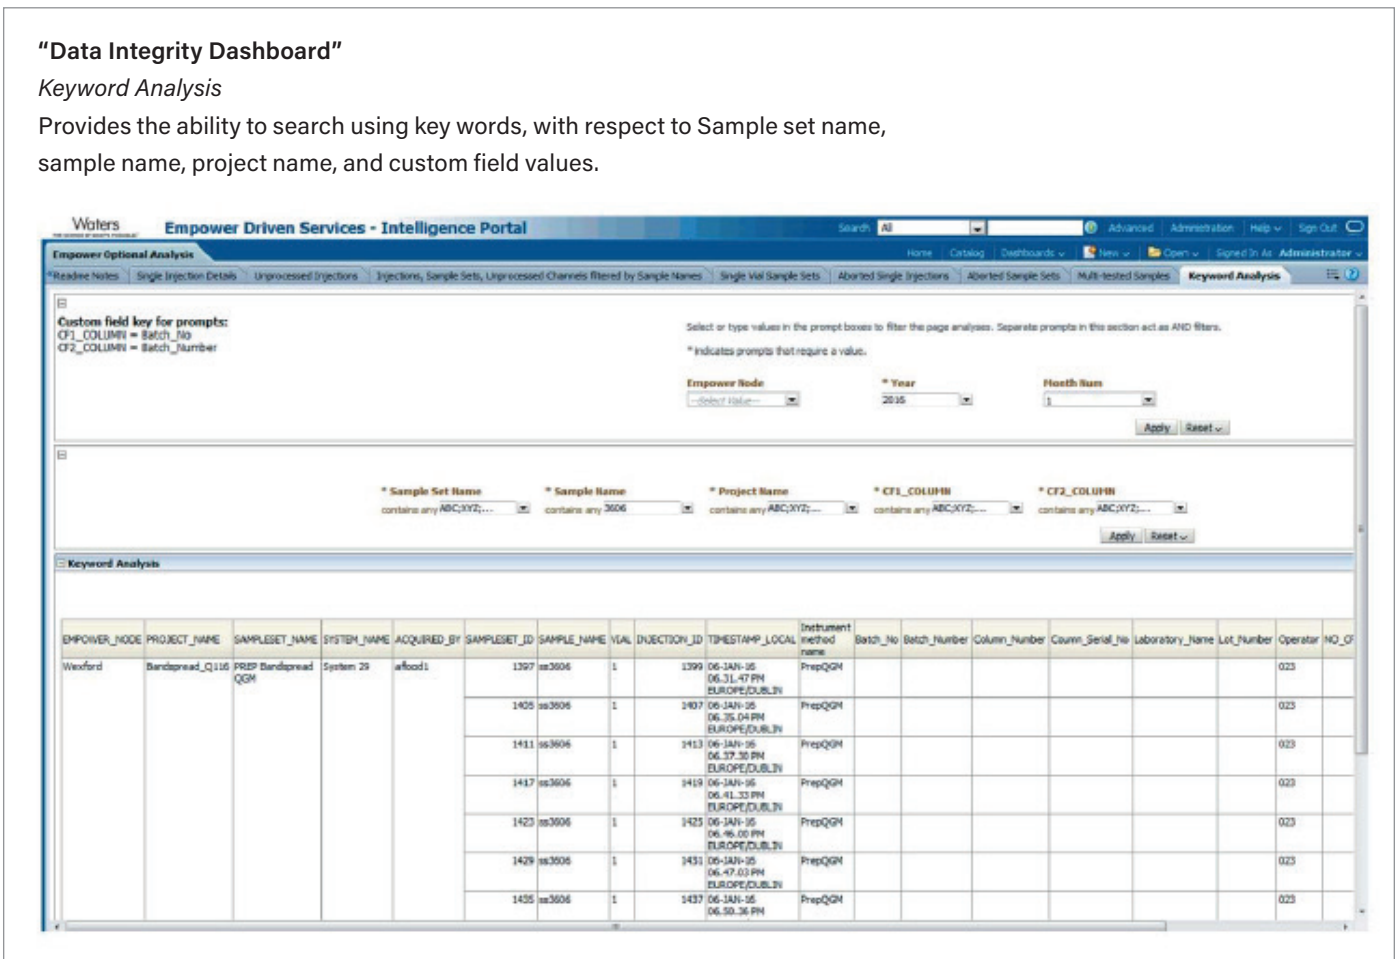 “Data Integrity Dashboard”
Keyword Analysis
Provides the ability to search using key words, with respect to Sample set name,
sample name, project name, and custom field values.
Waters
Empower Driven Services - Intelligence Portal
Search All Advanced Administration Help Sign Out
Empower Optional Analysis
Home Catalog Dashboards New Open Signed In As Administrator
*Readme Notes Single Injection Details Unprocessed Injections Injections, Sample Sets, Unprocessed Channels filtered by Sample Names Single Vial Sample Sets Aborted Single Injections Aborted Sample Sets Multi-tested Samples Keyword Analysis
Custom field key for prompts:
CF1_COLUMN = Batch_No
CF2_COLUMN = Batch_Number
Select or type values in the prompt boxes to filter the page analyses. Separate prompts in this section act as AND filters.
* indicates prompts that require a value.
Empower Node * Year Month Num
--Select Value-- 2016 1
Apply Reset
* Sample Set Name * Sample Name * Project Name * CF1_COLUMN * CF2_COLUMN
contains any ABC;XYZ;... contains any 3606 contains any ABC;XYZ;... contains any ABC;XYZ;... contains any ABC;XYZ;...
Apply Reset
Keyword Analysis
Instrument
EMPOWER_NODE PROJECT_NAME SAMPLESET_NAME SYSTEM_NAME ACQUIRED_BY SAMPLESET_ID SAMPLE_NAME VIAL INJECTION_ID TIMESTAMP_LOCAL method Batch_No Batch_Number Column_Number Coumn_Serial_No Laboratory_Name Lot_Number Operator NO_OF
name
Wexford Bandspread_Q116 PREP Bandspread System 29 aflood1 1397 ss3606 1 1399 06-JAN-16 PrepQGM 023
QGM 06.31.47 PM
EUROPE/DUBLIN
1405 ss3606 1 1407 06-JAN-16 PrepQGM 023
06.35.04 PM
EUROPE/DUBLIN
1411 ss3606 1 1413 06-JAN-16 PrepQGM 023
06.37.30 PM
EUROPE/DUBLIN
1417 ss3606 1 1419 06-JAN-16 PrepQGM 023
06.41.33 PM
EUROPE/DUBLIN
1423 ss3606 1 1425 06-JAN-16 PrepQGM 023
06.46.00 PM
EUROPE/DUBLIN
1429 ss3606 1 1431 06-JAN-16 PrepQGM 023
06.47.03 PM
EUROPE/DUBLIN
1435 ss3606 1 1437 06-JAN-16 PrepQGM 023
06.50.36 PM